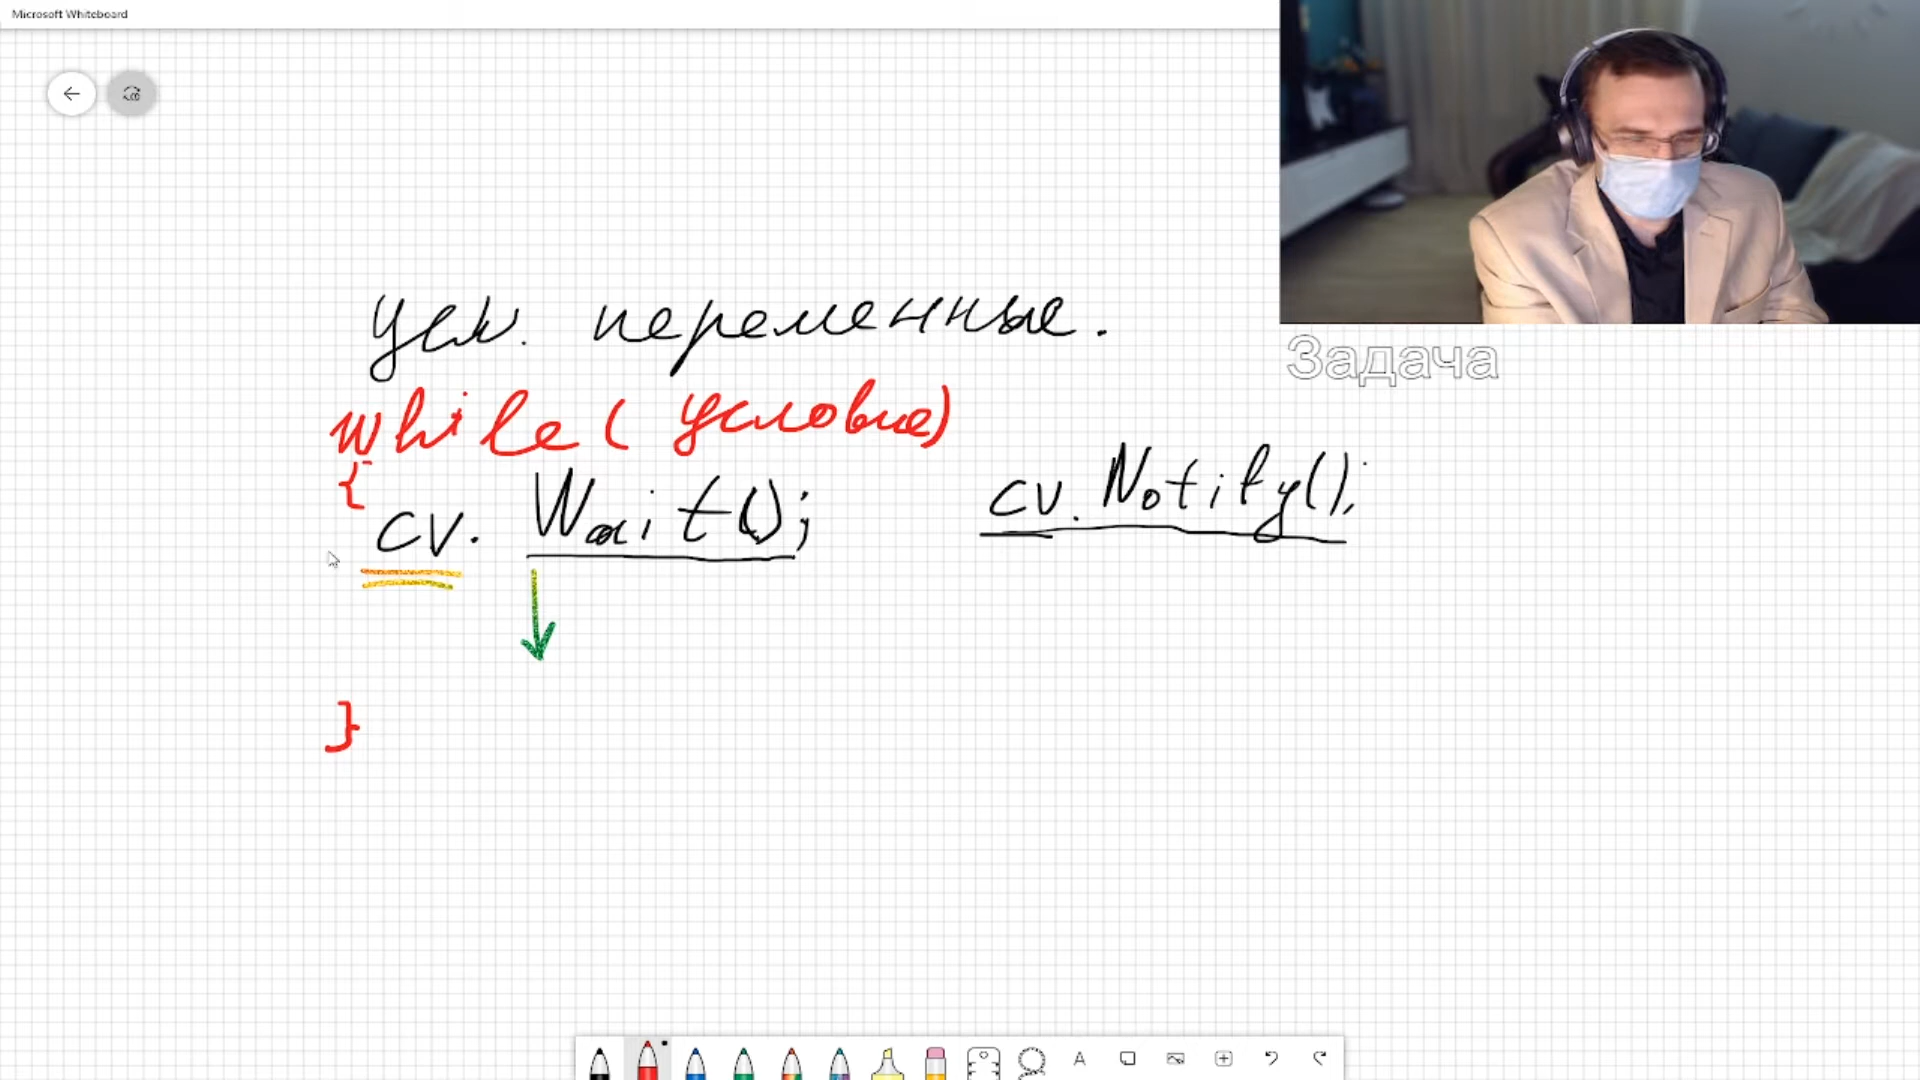 Microsoft Whiteboard
Задача
усл. переменные.
while (условие)
{
cv. Wait();
cv. Notify();
}
A